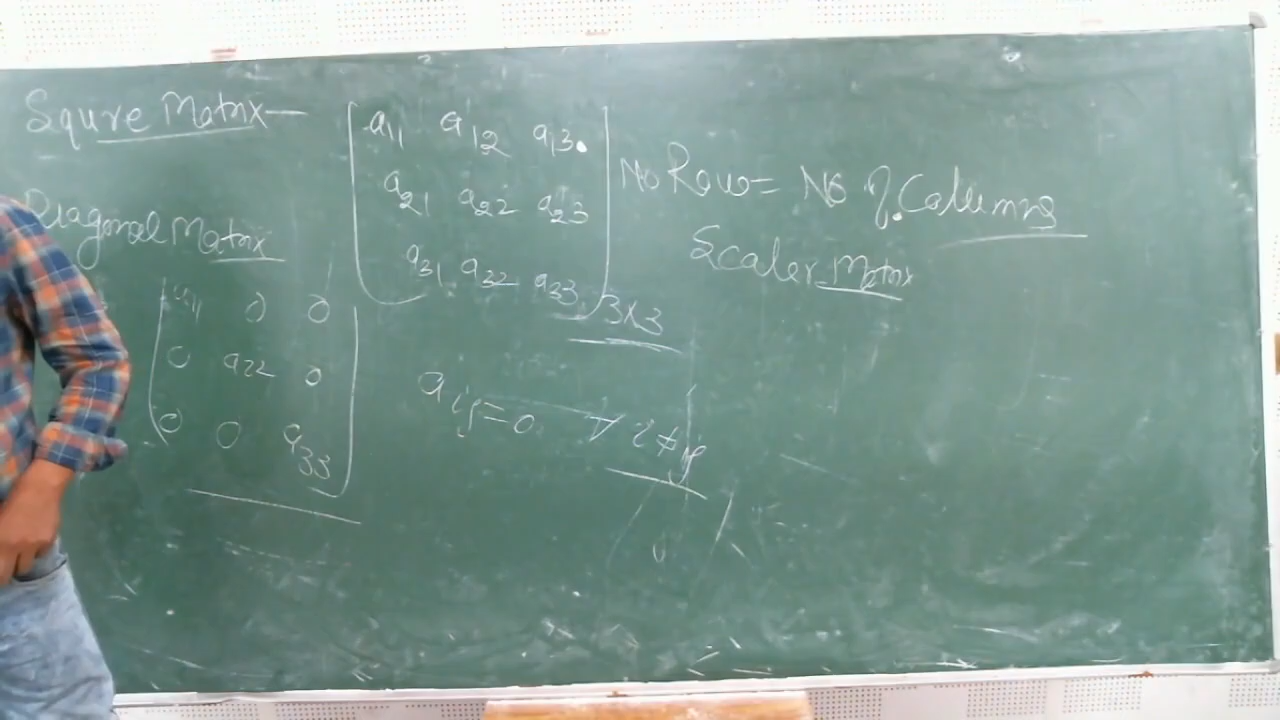 Squre Matrix —
a11 a12 a13
a21 a22 a23
a31 a32 a33 3x3
No Row = No of Collumns
Diagonal Matrix
a11 0 0
0 a22 0
0 0 a33
aij = 0 ∀ i ≠ j
Scaler Matrix